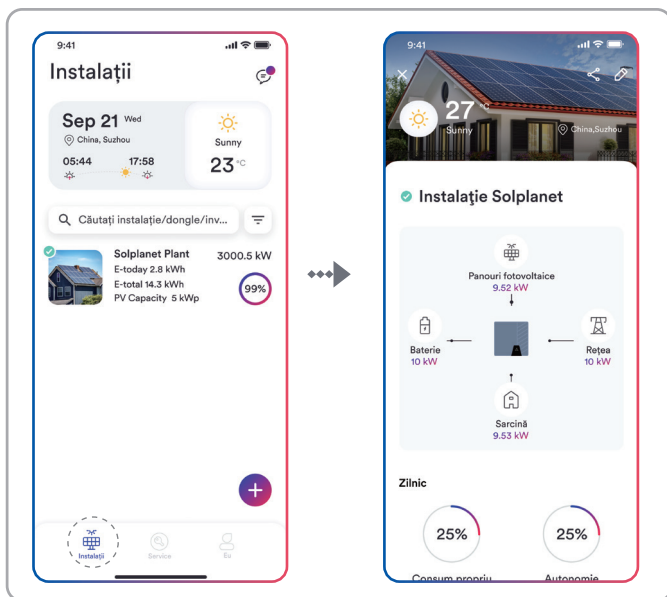 9:41
Instalații
Sep 21 Wed
China, Suzhou
05:44 17:58
Sunny
23 °C
Căutați instalație/dongle/inv...
Solplanet Plant
3000.5 kW
E-today 2.8 kWh
E-total 14.3 kWh
PV Capacity 5 kWp
99%
+
Instalații
Service
Eu
9:41
27 °C
Sunny
China,Suzhou
Instalaţie Solplanet
Panouri fotovoltaice
9.52 kW
Baterie
10 kW
Rețea
10 kW
Sarcină
9.53 kW
Zilnic
25%
25%
Consum propriu
Autonomie